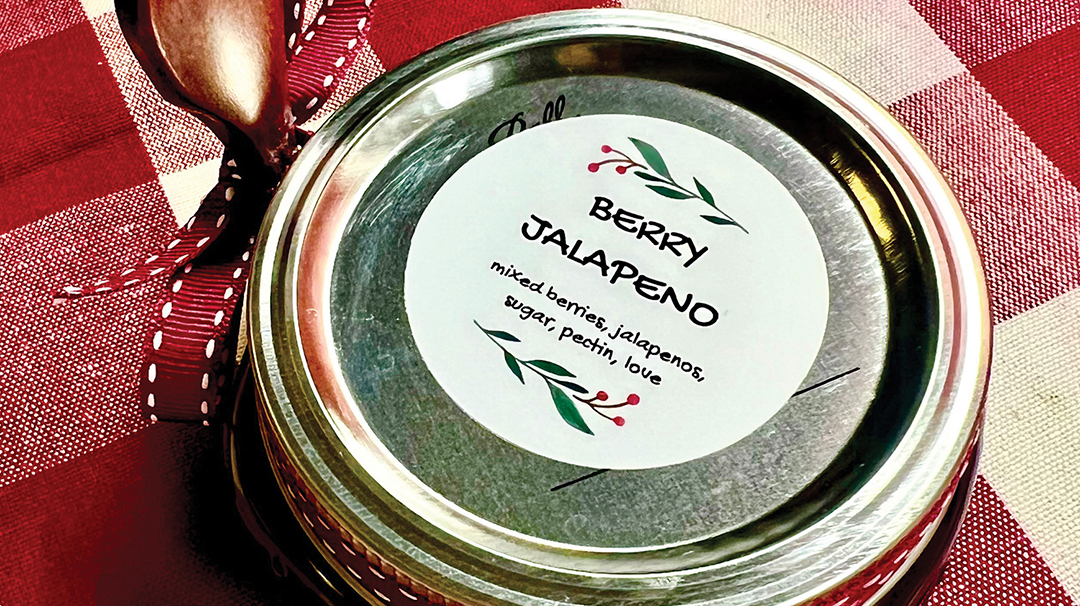 BERRY
JALAPENO
mixed berries, jalapenos,
sugar, pectin, love